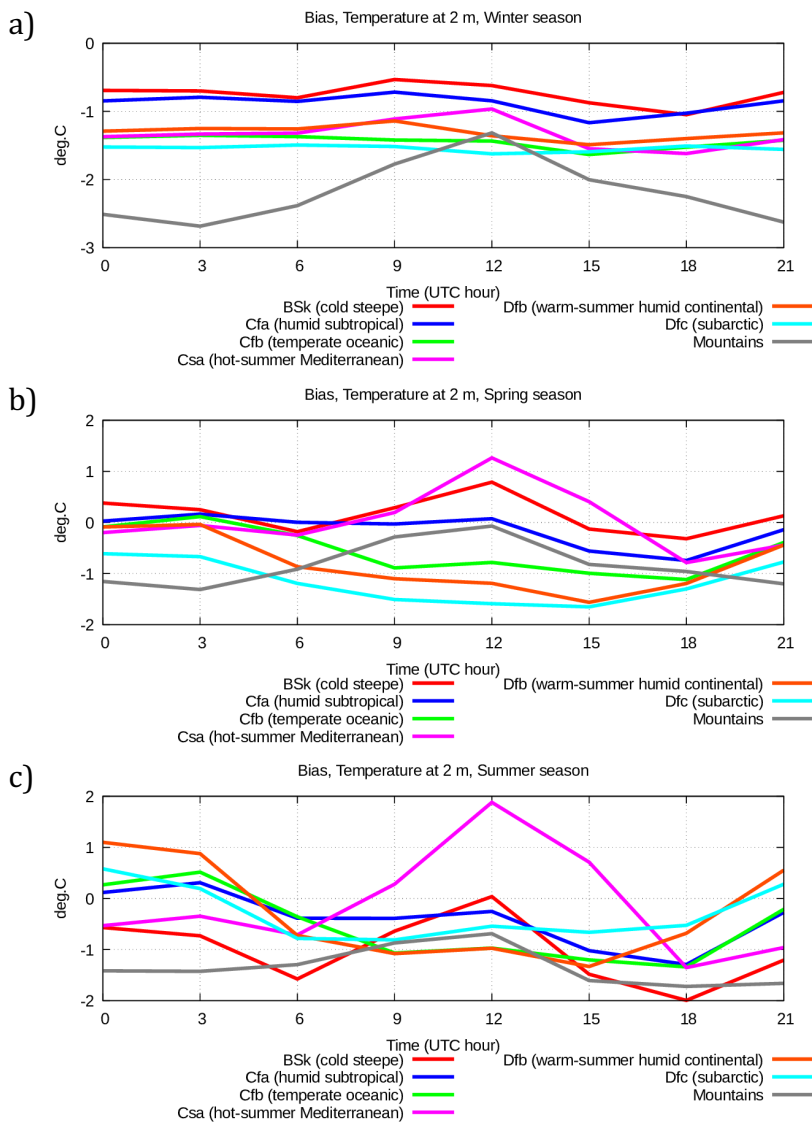 a)
Bias, Temperature at 2 m, Winter season
0
-1
-2
-3
deg.C
0 3 6 9 12 15 18 21
Time (UTC hour)
BSk (cold steepe)
Cfa (humid subtropical)
Cfb (temperate oceanic)
Csa (hot-summer Mediterranean)
Dfb (warm-summer humid continental)
Dfc (subarctic)
Mountains
b)
Bias, Temperature at 2 m, Spring season
2
1
0
-1
-2
deg.C
0 3 6 9 12 15 18 21
Time (UTC hour)
BSk (cold steepe)
Cfa (humid subtropical)
Cfb (temperate oceanic)
Csa (hot-summer Mediterranean)
Dfb (warm-summer humid continental)
Dfc (subarctic)
Mountains
c)
Bias, Temperature at 2 m, Summer season
2
1
0
-1
-2
deg.C
0 3 6 9 12 15 18 21
Time (UTC hour)
BSk (cold steepe)
Cfa (humid subtropical)
Cfb (temperate oceanic)
Csa (hot-summer Mediterranean)
Dfb (warm-summer humid continental)
Dfc (subarctic)
Mountains